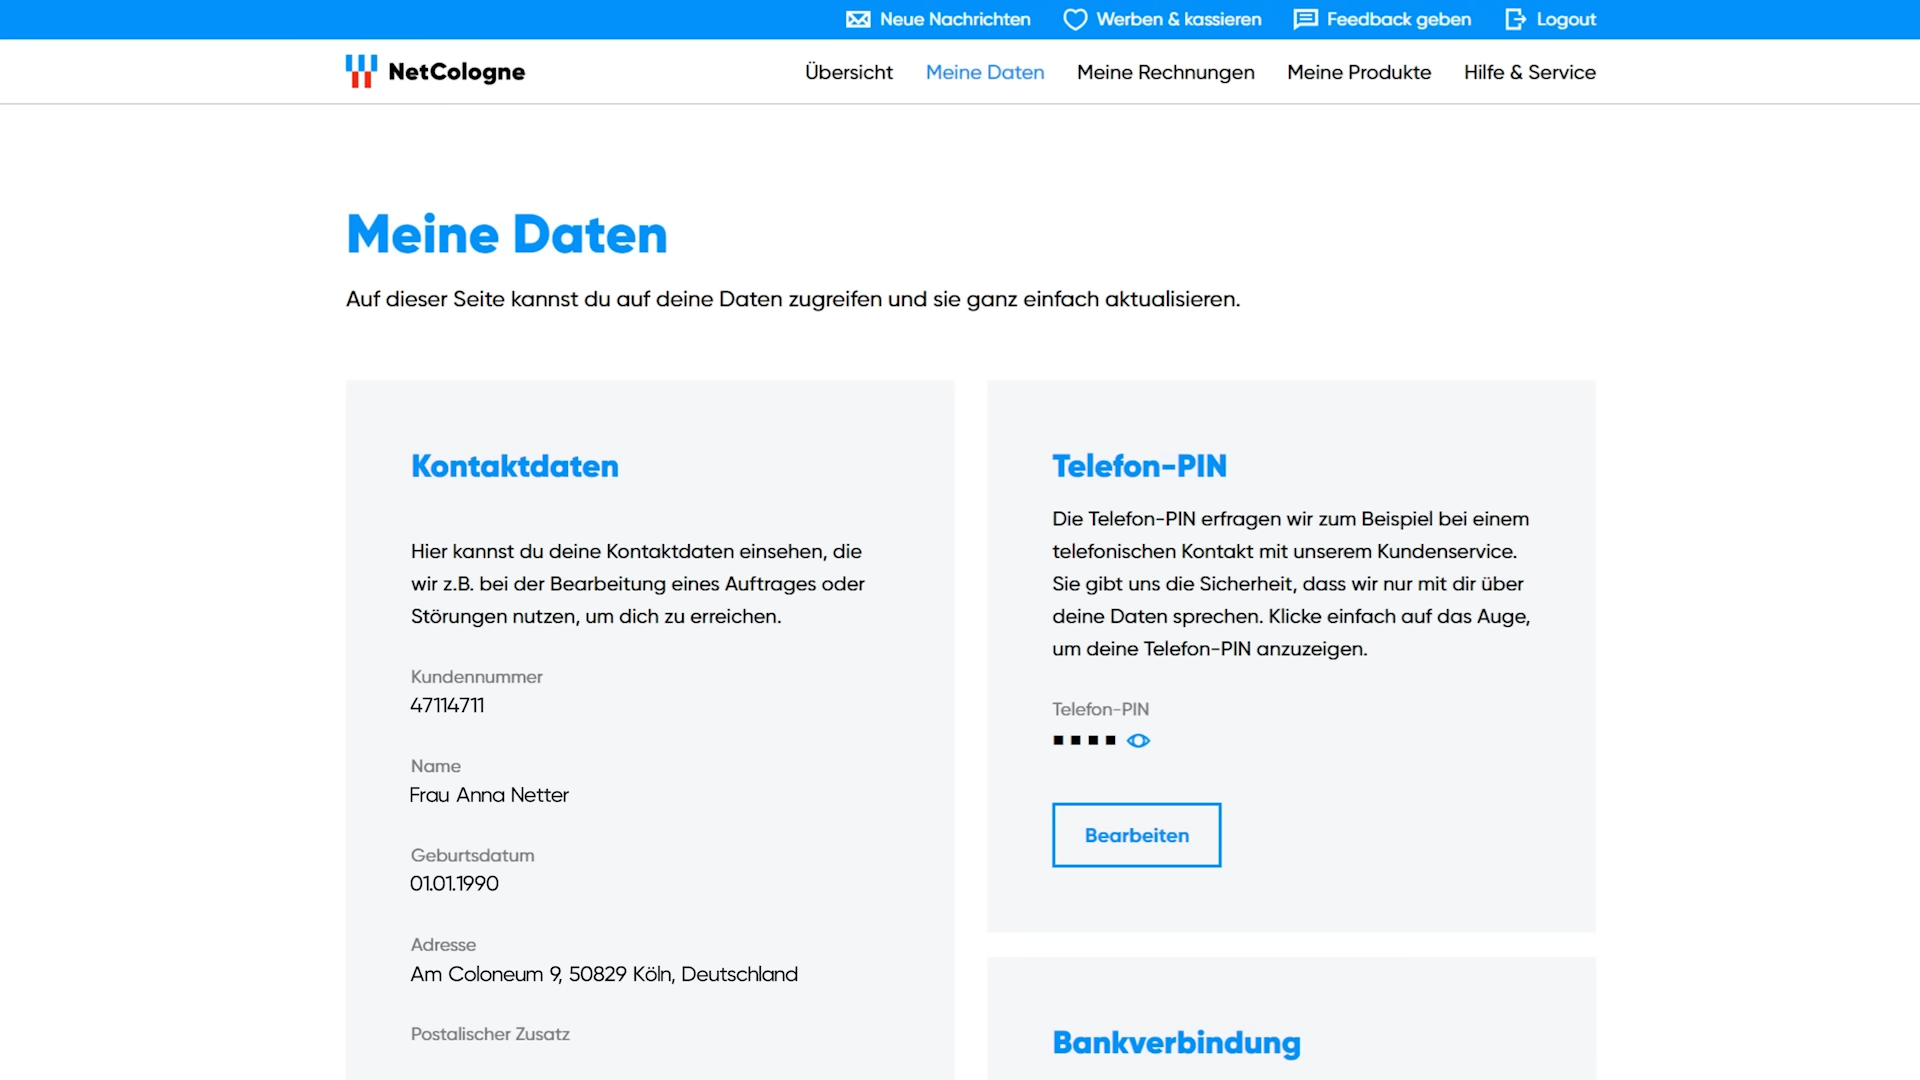 Neue Nachrichten
Werben & kassieren
Feedback geben
Logout
NetCologne
Übersicht
Meine Daten
Meine Rechnungen
Meine Produkte
Hilfe & Service
Meine Daten
Auf dieser Seite kannst du auf deine Daten zugreifen und sie ganz einfach aktualisieren.
Kontaktdaten
Hier kannst du deine Kontaktdaten einsehen, die
wir z.B. bei der Bearbeitung eines Auftrages oder
Störungen nutzen, um dich zu erreichen.
Kundennummer
47114711
Name
Frau Anna Netter
Geburtsdatum
01.01.1990
Adresse
Am Coloneum 9, 50829 Köln, Deutschland
Postalischer Zusatz
Telefon-PIN
Die Telefon-PIN erfragen wir zum Beispiel bei einem
telefonischen Kontakt mit unserem Kundenservice.
Sie gibt uns die Sicherheit, dass wir nur mit dir über
deine Daten sprechen. Klicke einfach auf das Auge,
um deine Telefon-PIN anzuzeigen.
Telefon-PIN
Bearbeiten
Bankverbindung